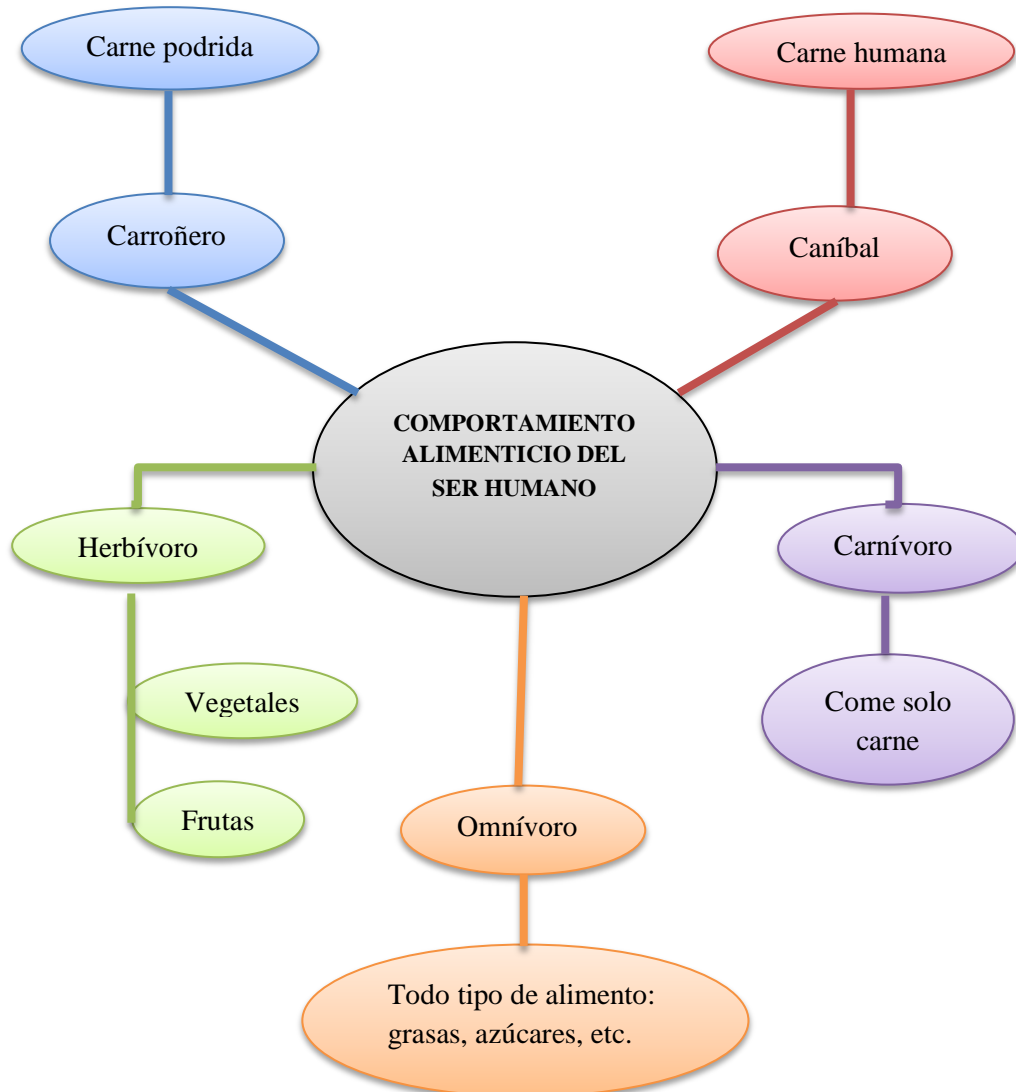 Carne podrida
Carne humana
Carroñero
Caníbal
COMPORTAMIENTO
ALIMENTICIO DEL
SER HUMANO
Herbívoro
Carnívoro
Vegetales
Come solo
carne
Frutas
Omnívoro
Todo tipo de alimento:
grasas, azúcares, etc.